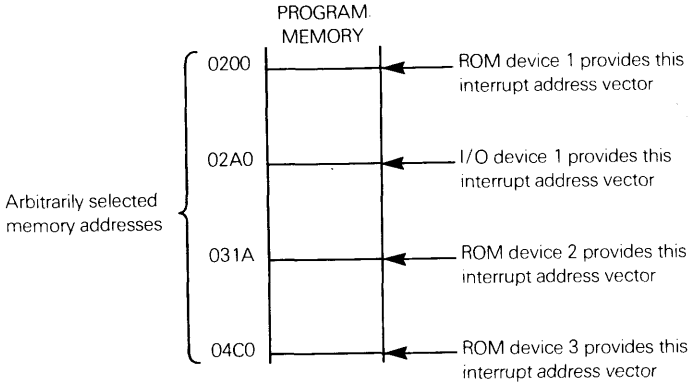 PROGRAM
MEMORY
0200
ROM device 1 provides this
interrupt address vector
02A0
I/O device 1 provides this
interrupt address vector
Arbitrarily selected
memory addresses
031A
ROM device 2 provides this
interrupt address vector
04C0
ROM device 3 provides this
interrupt address vector